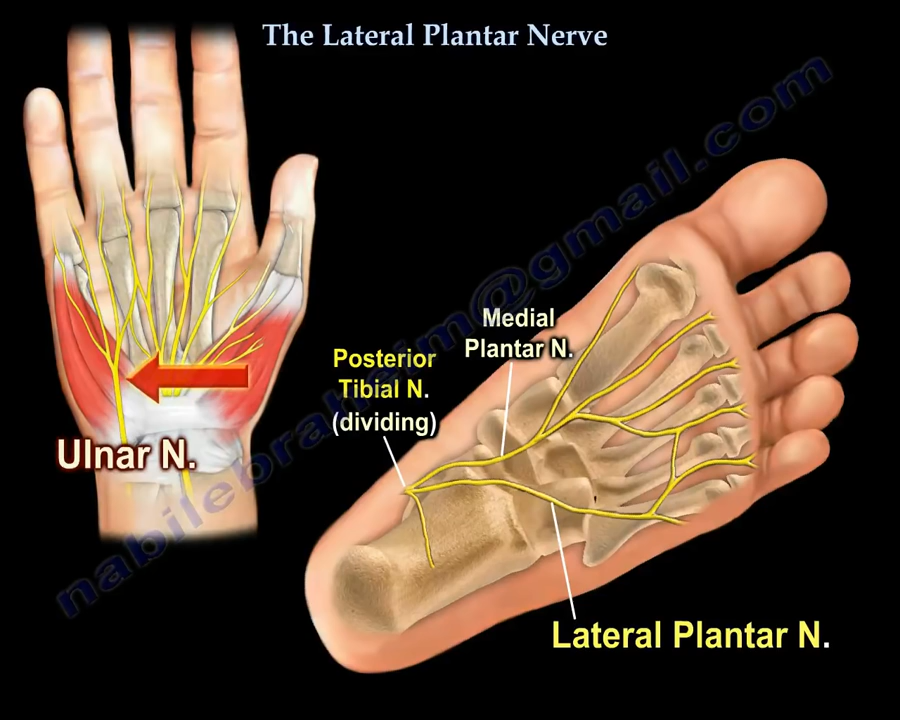 The Lateral Plantar Nerve
Medial
Plantar N.
Posterior
Tibial N.
(dividing)
Ulnar N.
Lateral Plantar N.
nabilebraheim@gmail.com